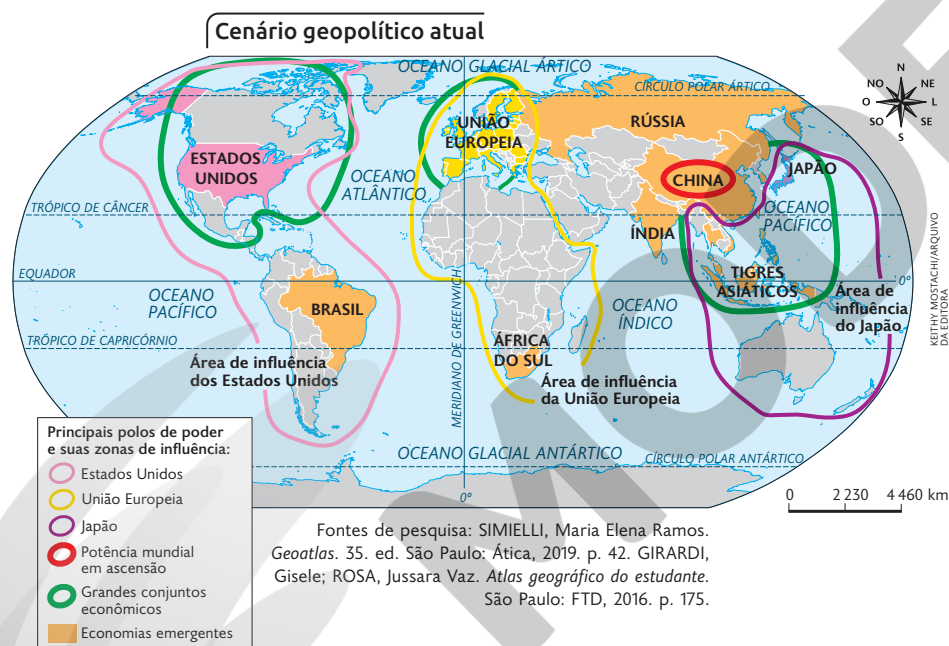 Cenário geopolítico atual
OCEANO GLACIAL ÁRTICO
CÍRCULO POLAR ÁRTICO
N
NO
NE
O
L
SO
SE
S
RÚSSIA
UNIÃO
EUROPEIA
ESTADOS
UNIDOS
OCEANO
ATLÂNTICO
CHINA
JAPÃO
TRÓPICO DE CÂNCER
OCEANO
PACÍFICO
ÍNDIA
EQUADOR
0°
TIGRES
ASIÁTICOS
OCEANO
PACÍFICO
BRASIL
MERIDIANO DE GREENWICH
OCEANO
ÍNDICO
Área de
influência
do Japão
TRÓPICO DE CAPRICÓRNIO
ÁFRICA
DO SUL
Área de influência
dos Estados Unidos
Área de influência
da União Europeia
OCEANO GLACIAL ANTÁRTICO
CÍRCULO POLAR ANTÁRTICO
0°
KEITHY MOSTACHI/ARQUIVO
DA EDITORA
Principais polos de poder
e suas zonas de influência:
Estados Unidos
União Europeia
Japão
Potência mundial
em ascensão
Grandes conjuntos
econômicos
Economias emergentes
0 2 230 4 460 km
Fontes de pesquisa: SIMIELLI, Maria Elena Ramos.
Geoatlas. 35. ed. São Paulo: Ática, 2019. p. 42. GIRARDI,
Gisele; ROSA, Jussara Vaz. Atlas geográfico do estudante.
São Paulo: FTD, 2016. p. 175.